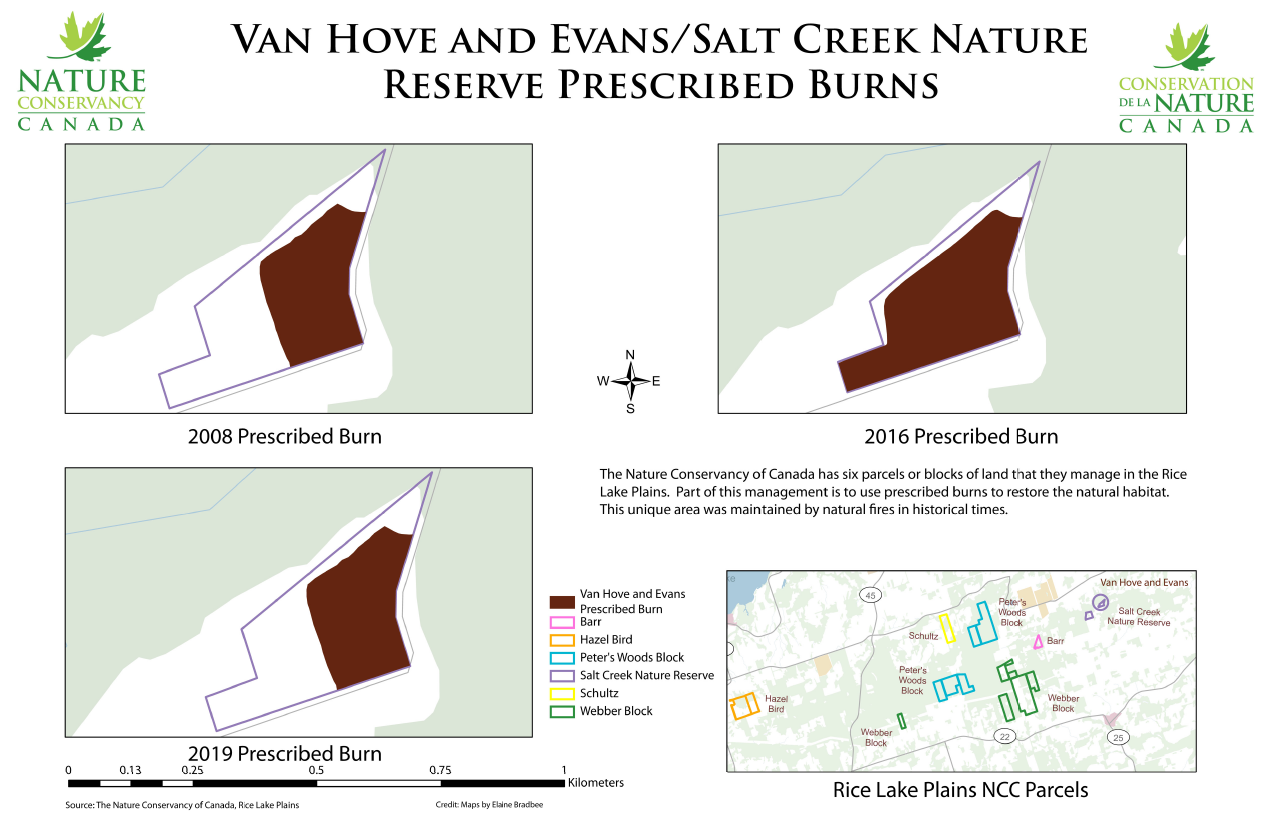 VAN HOVE AND EVANS/SALT CREEK NATURE
RESERVE PRESCRIBED BURNS
NATURE
CONSERVANCY
CANADA
CONSERVATION
DE LA NATURE
CANADA
2008 Prescribed Burn
N
W E
S
2016 Prescribed Burn
The Nature Conservancy of Canada has six parcels or blocks of land that they manage in the Rice
Lake Plains. Part of this management is to use prescribed burns to restore the natural habitat.
This unique area was maintained by natural fires in historical times.
2019 Prescribed Burn
0 0.13 0.25 0.5 0.75 1
Kilometers
Source: The Nature Conservancy of Canada, Rice Lake Plains
Credit: Maps by Elaine Bradbee
Van Hove and Evans
Prescribed Burn
Barr
Hazel Bird
Peter's Woods Block
Salt Creek Nature Reserve
Schultz
Webber Block
ke
45
Van Hove and Evans
Peter's
Woods
Block
Salt Creek
Nature Reserve
Schultz
Barr
Peter's
Woods
Block
Hazel
Bird
Webber
Block
Webber
Block
22
25
Rice Lake Plains NCC Parcels